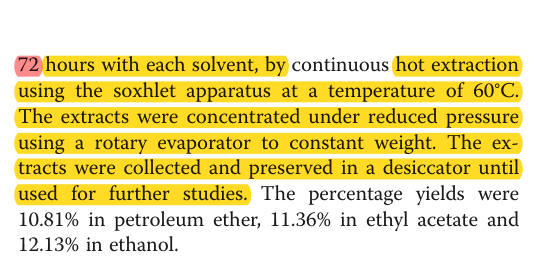 72 hours with each solvent, by continuous hot extraction
using the soxhlet apparatus at a temperature of 60°C.
The extracts were concentrated under reduced pressure
using a rotary evaporator to constant weight. The ex-
tracts were collected and preserved in a desiccator until
used for further studies. The percentage yields were
10.81% in petroleum ether, 11.36% in ethyl acetate and
12.13% in ethanol.